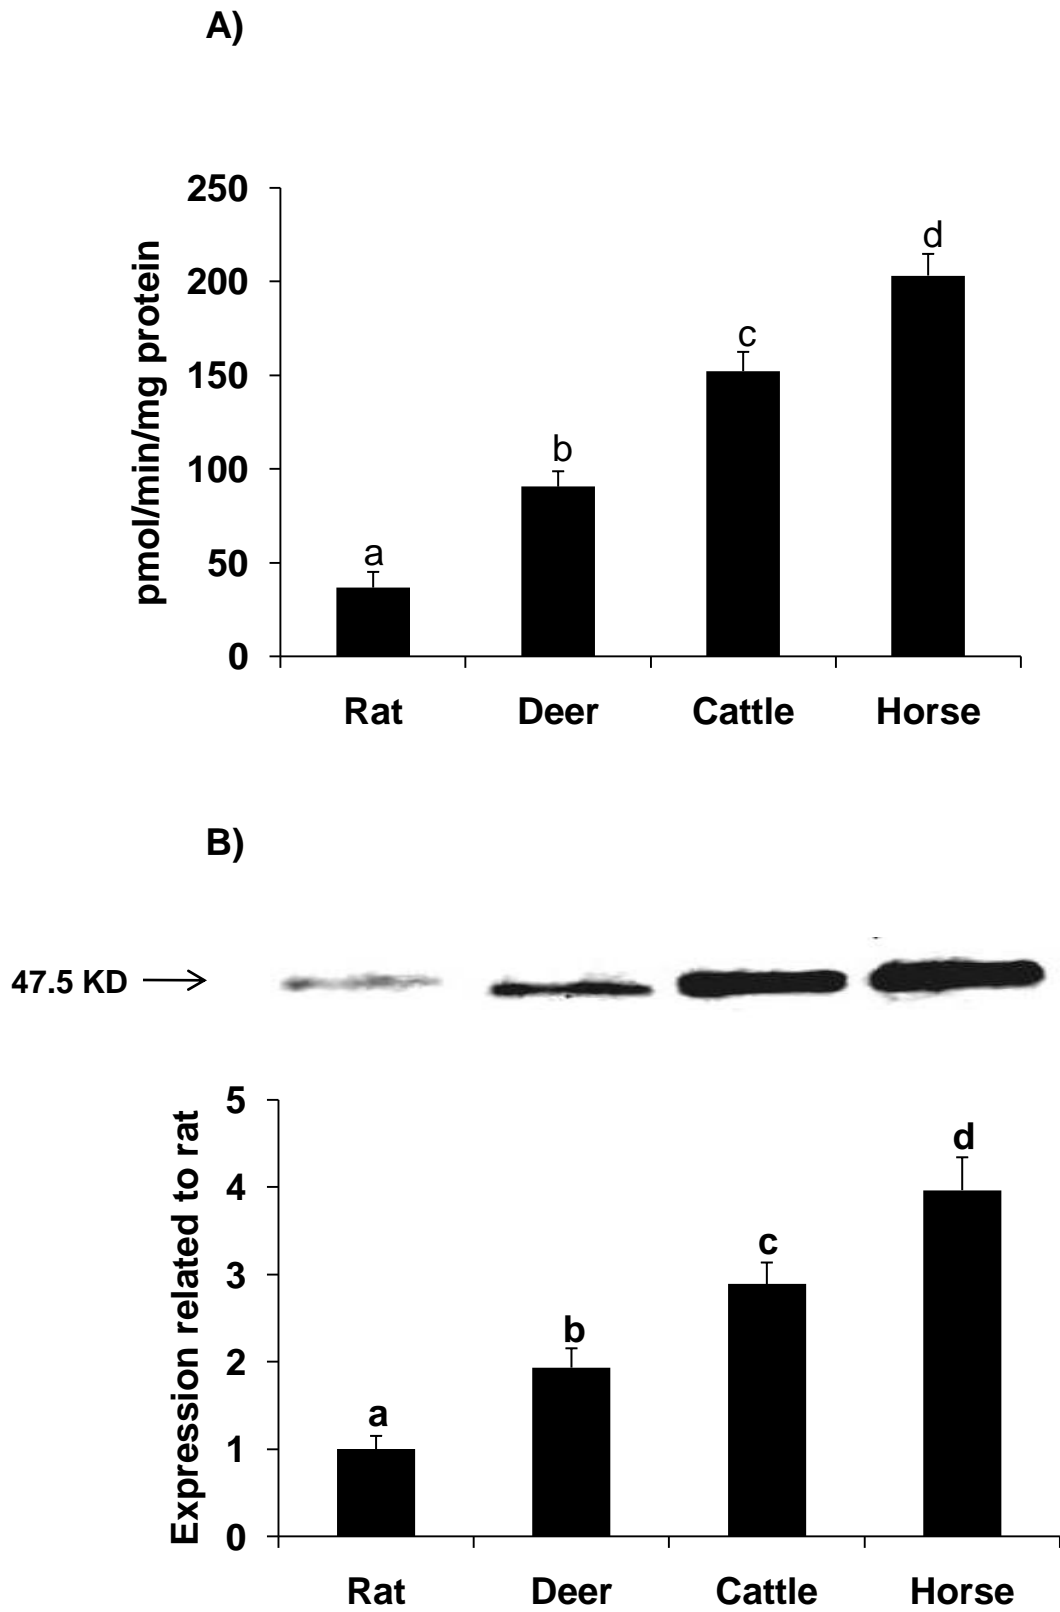 A)
250
200
150
100
50
0
pmol/min/mg protein
a
b
c
d
Rat Deer Cattle Horse
B)
47.5 KD
5
4
3
2
1
0
Expression related to rat
a
b
c
d
Rat Deer Cattle Horse